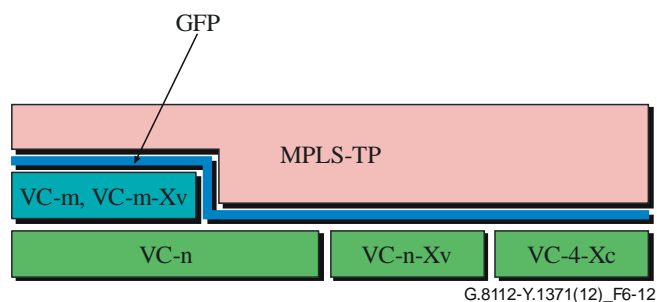 GFP
MPLS-TP
VC-m, VC-m-Xv
VC-n
VC-n-Xv
VC-4-Xc
G.8112-Y.1371(12)_F6-12